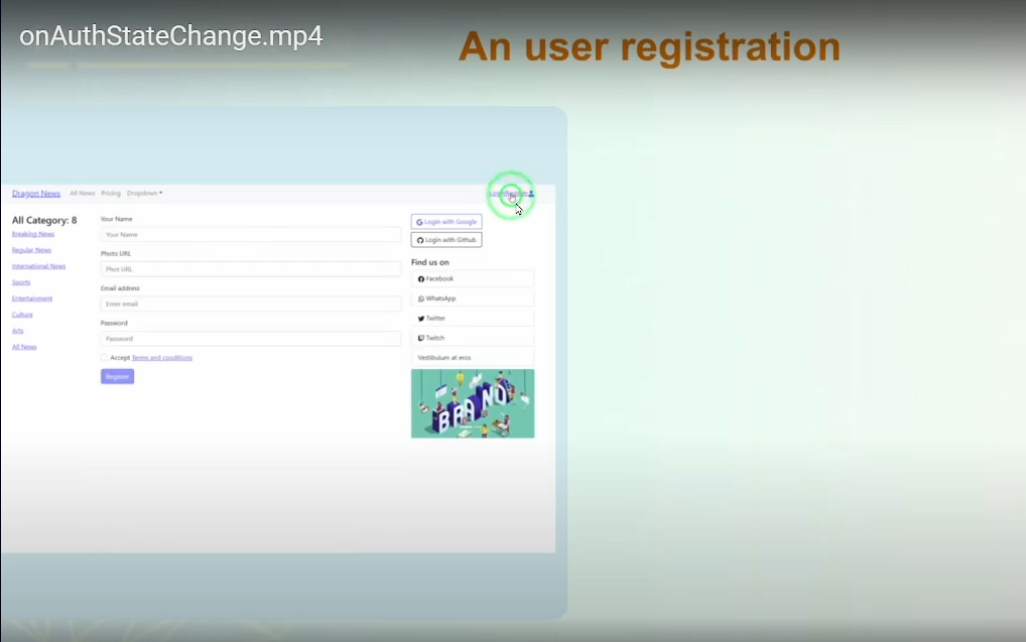 onAuthStateChange.mp4
An user registration
Dragon News All News Pricing Dropdown
All Category: 8
Breaking News
Regular News
International News
Sports
Entertainment
Culture
Arts
All News
Your Name
Your Name
Photo URL
Phot URL
Email address
Enter email
Password
Password
Accept Terms and conditions
Register
Login with Google
Login with Github
Find us on
Facebook
WhatsApp
Twitter
Twitch
Vestibulum at eros
BRAND